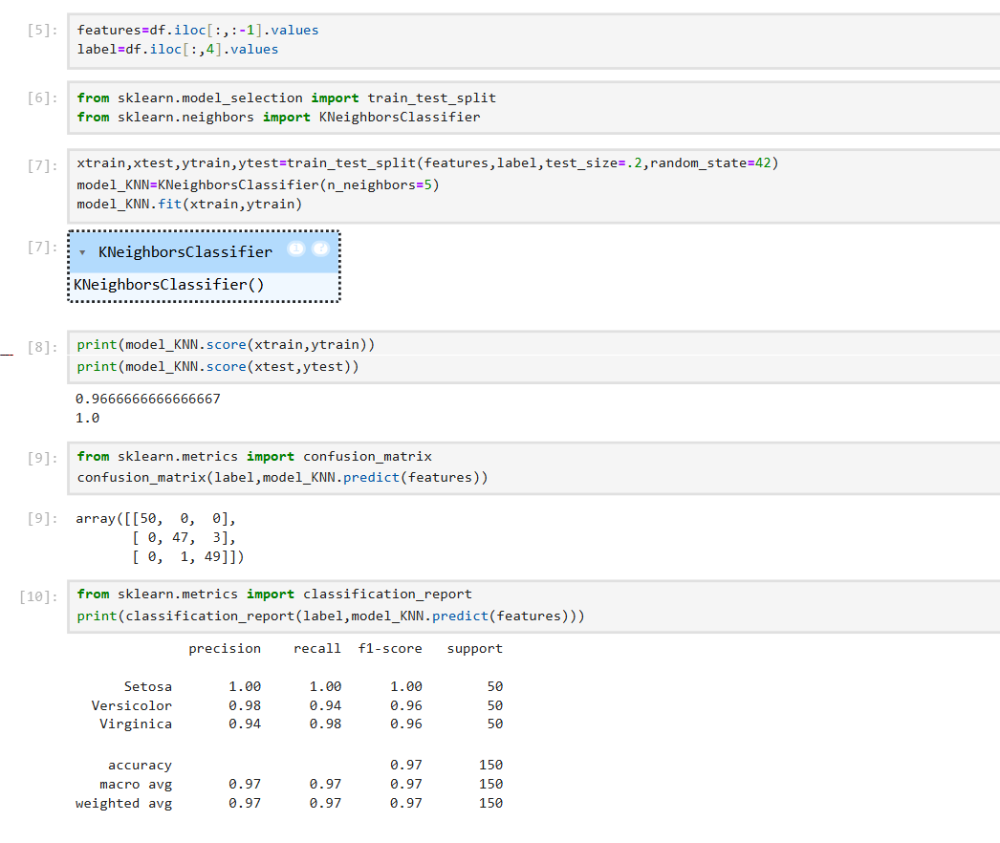 [5]: features=df.iloc[:,:-1].values
label=df.iloc[:,4].values
[6]: from sklearn.model_selection import train_test_split
from sklearn.neighbors import KNeighborsClassifier
[7]: xtrain,xtest,ytrain,ytest=train_test_split(features,label,test_size=.2,random_state=42)
model_KNN=KNeighborsClassifier(n_neighbors=5)
model_KNN.fit(xtrain,ytrain)
[7]: ▾ KNeighborsClassifier i ?
KNeighborsClassifier()
[8]: print(model_KNN.score(xtrain,ytrain))
print(model_KNN.score(xtest,ytest))
0.9666666666666667
1.0
[9]: from sklearn.metrics import confusion_matrix
confusion_matrix(label,model_KNN.predict(features))
[9]: array([[50,  0,  0],
       [ 0, 47,  3],
       [ 0,  1, 49]])
[10]: from sklearn.metrics import classification_report
print(classification_report(label,model_KNN.predict(features)))
              precision    recall  f1-score   support
      Setosa       1.00      1.00      1.00        50
  Versicolor       0.98      0.94      0.96        50
   Virginica       0.94      0.98      0.96        50
    accuracy                           0.97       150
   macro avg       0.97      0.97      0.97       150
weighted avg       0.97      0.97      0.97       150